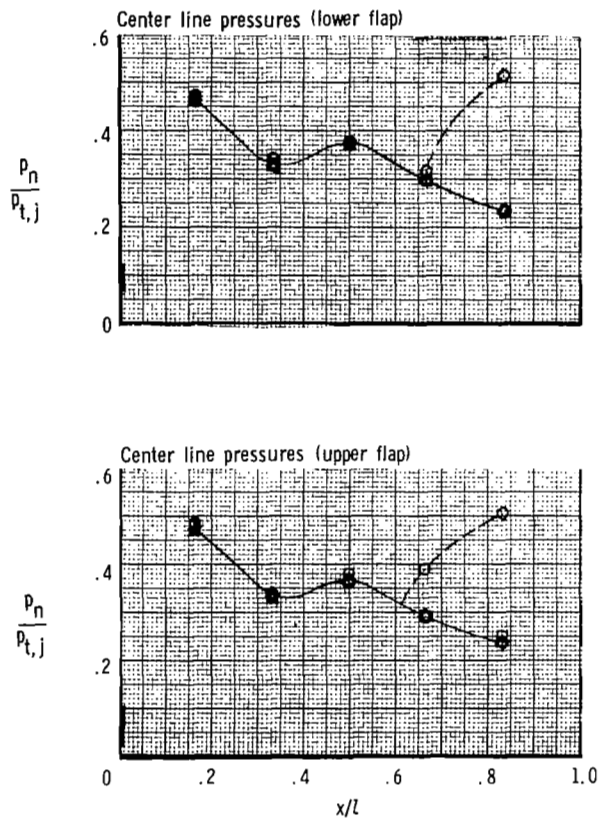 Center line pressures (lower flap)
.6
.4
p_n
p_t,j
.2
0
Center line pressures (upper flap)
.6
.4
p_n
p_t,j
.2
0 .2 .4 .6 .8 1.0
x/l